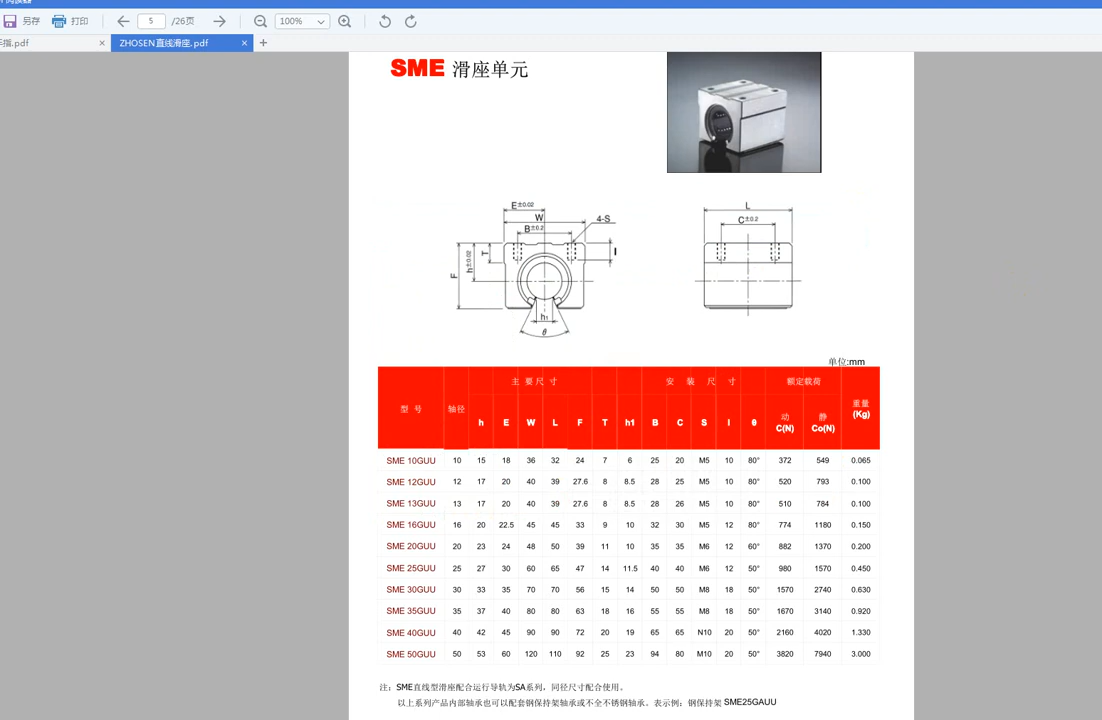 另存 打印 5 /26页 100%
手指.pdf × ZHOSEN直线滑座.pdf × +
SME 滑座单元
E±0.02
W
B±0.2
4-S
F
h±0.02
T
l
h1
θ
L
C±0.2
单位:mm
型 号 轴径 主 要 尺 寸 安 装 尺 寸 额定载荷 重量(Kg)
h E W L F T h1 B C S l θ 动 C(N) 静 Co(N)
SME 10GUU 10 15 18 36 32 24 7 6 25 20 M5 10 80° 372 549 0.065
SME 12GUU 12 17 20 40 39 27.6 8 8.5 28 25 M5 10 80° 520 793 0.100
SME 13GUU 13 17 20 40 39 27.6 8 8.5 28 26 M5 10 80° 510 784 0.100
SME 16GUU 16 20 22.5 45 45 33 9 10 32 30 M5 12 80° 774 1180 0.150
SME 20GUU 20 23 24 48 50 39 11 10 35 35 M6 12 60° 882 1370 0.200
SME 25GUU 25 27 30 60 65 47 14 11.5 40 40 M6 12 50° 980 1570 0.450
SME 30GUU 30 33 35 70 70 56 15 14 50 50 M8 18 50° 1570 2740 0.630
SME 35GUU 35 37 40 80 80 63 18 16 55 55 M8 18 50° 1670 3140 0.920
SME 40GUU 40 42 45 90 90 72 20 19 65 65 N10 20 50° 2160 4020 1.330
SME 50GUU 50 53 60 120 110 92 25 23 94 80 M10 20 50° 3820 7940 3.000
注：SME直线型滑座配合运行导轨为SA系列，同径尺寸配合使用。
以上系列产品内部轴承也可以配套钢保持架轴承或不全不锈钢轴承。表示例：钢保持架 SME25GAUU